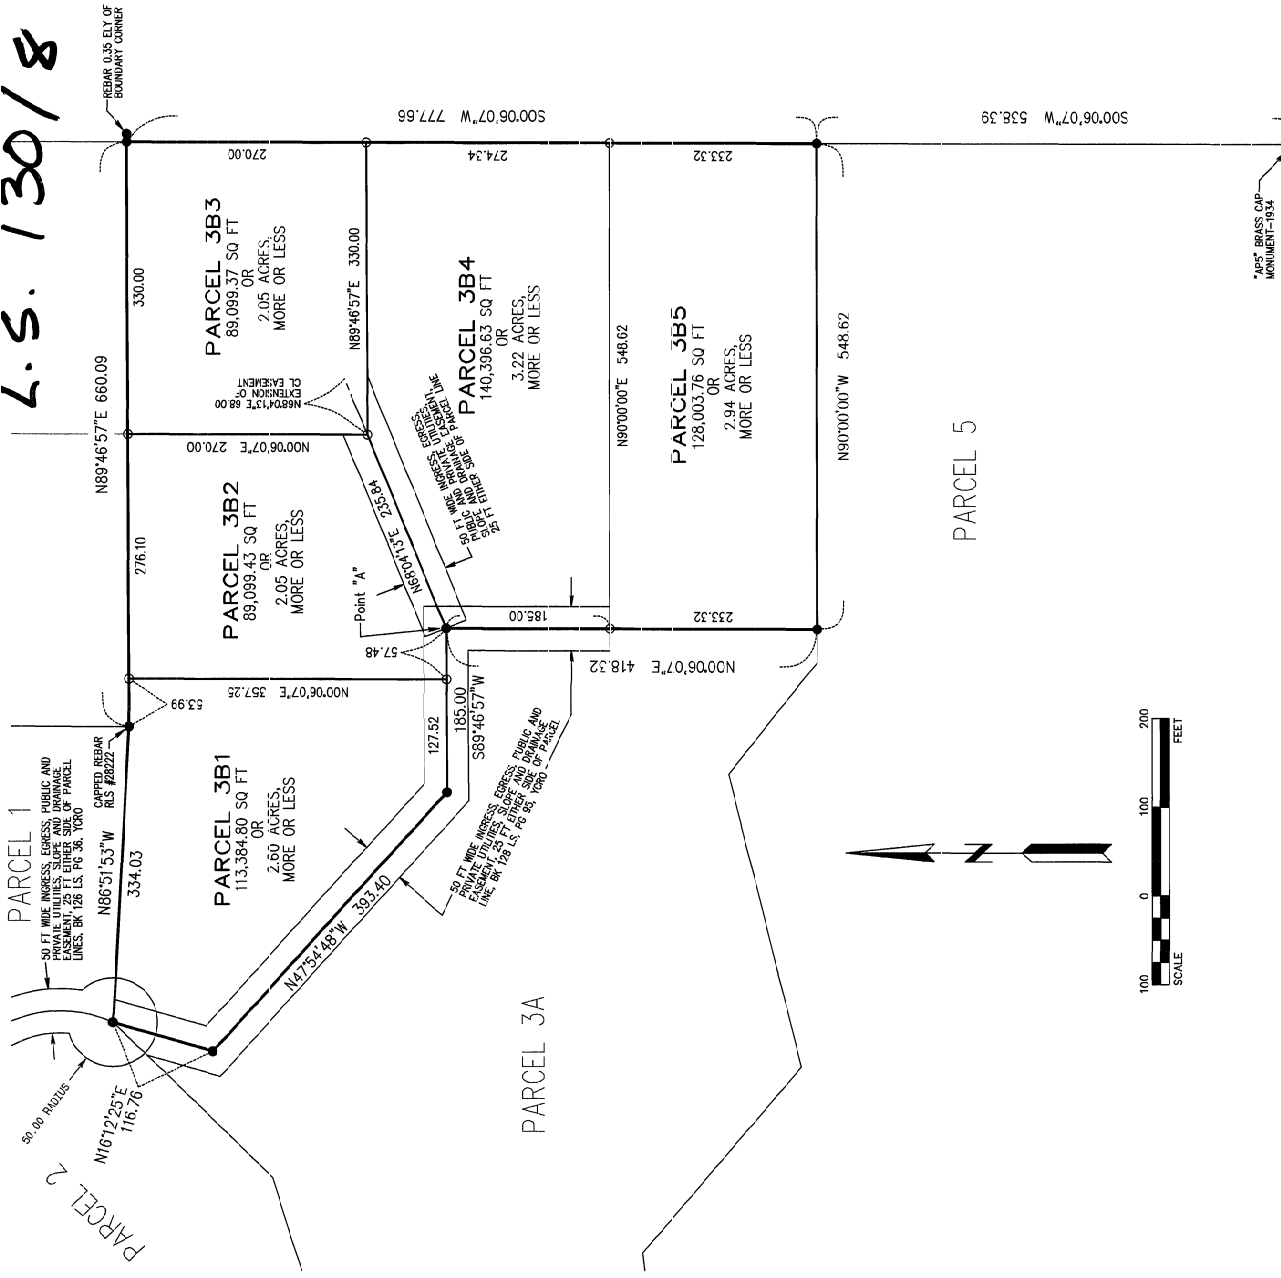 L.S. 130/8
REBAR 0.35 ELY OF
BOUNDARY CORNER
S00°06'07"W 777.66
S00°06'07"W 538.39
"AP5" BRASS CAP
MONUMENT-1934
270.00
274.34
233.32
N89°46'57"E 660.09
330.00
276.10
53.99
PARCEL 3B3
89,099.37 SQ FT
OR
2.05 ACRES,
MORE OR LESS
N89°46'57"E 330.00
N68°04'13"E 68.00
EXTENSION OF
CL EASEMENT
N00°06'07"E 270.00
PARCEL 3B4
140,396.63 SQ FT
OR
3.22 ACRES,
MORE OR LESS
N90°00'00"E 548.62
PARCEL 3B5
128,003.76 SQ FT
OR
2.94 ACRES,
MORE OR LESS
N90°00'00"W 548.62
PARCEL 5
PARCEL 3B2
89,099.43 SQ FT
OR
2.05 ACRES,
MORE OR LESS
N68°04'13"E 235.84
50 FT WIDE INGRESS, EGRESS,
PUBLIC AND PRIVATE UTILITIES,
SLOPE AND DRAINAGE EASEMENT,
25 FT EITHER SIDE OF PARCEL LINE
Point "A"
57.48
185.00
233.32
N00°06'07"E 418.32
N00°06'07"E 357.25
127.52
185.00
S89°46'57"W
PARCEL 1
50 FT WIDE INGRESS, EGRESS, PUBLIC AND
PRIVATE UTILITIES, SLOPE AND DRAINAGE
EASEMENT, 25 FT EITHER SIDE OF PARCEL
LINES, BK 126 LS, PG 36, YCRO
CAPPED REBAR
RLS #28222
N86°51'53"W
334.03
PARCEL 3B1
113,384.80 SQ FT
OR
2.60 ACRES,
MORE OR LESS
N47°54'48"W 393.40
50 FT WIDE INGRESS, EGRESS, PUBLIC AND
PRIVATE UTILITIES, SLOPE AND DRAINAGE
EASEMENT, 25 FT EITHER SIDE OF PARCEL
LINE, BK 128 LS, PG 95, YCRO
50.00 RADIUS
N16°12'25"E
116.76
PARCEL 2
PARCEL 3A
N
100 0 100 200
SCALE FEET